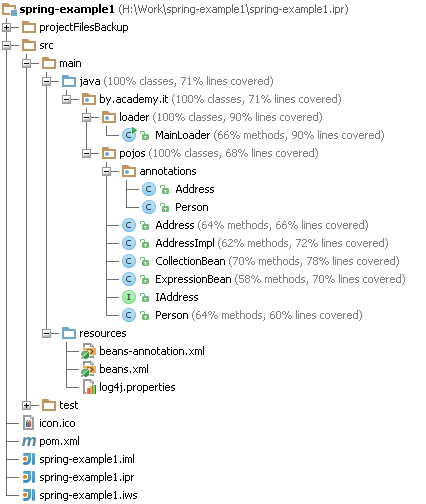 spring-example1 (H:\Work\spring-example1\spring-example1.ipr)
projectFilesBackup
src
main
java (100% classes, 71% lines covered)
by.academy.it (100% classes, 71% lines covered)
loader (100% classes, 90% lines covered)
MainLoader (66% methods, 90% lines covered)
pojos (100% classes, 68% lines covered)
annotations
Address
Person
Address (64% methods, 66% lines covered)
AddressImpl (62% methods, 72% lines covered)
CollectionBean (70% methods, 78% lines covered)
ExpressionBean (58% methods, 70% lines covered)
IAddress
Person (64% methods, 60% lines covered)
resources
beans-annotation.xml
beans.xml
log4j.properties
test
icon.ico
pom.xml
spring-example1.iml
spring-example1.ipr
spring-example1.iws